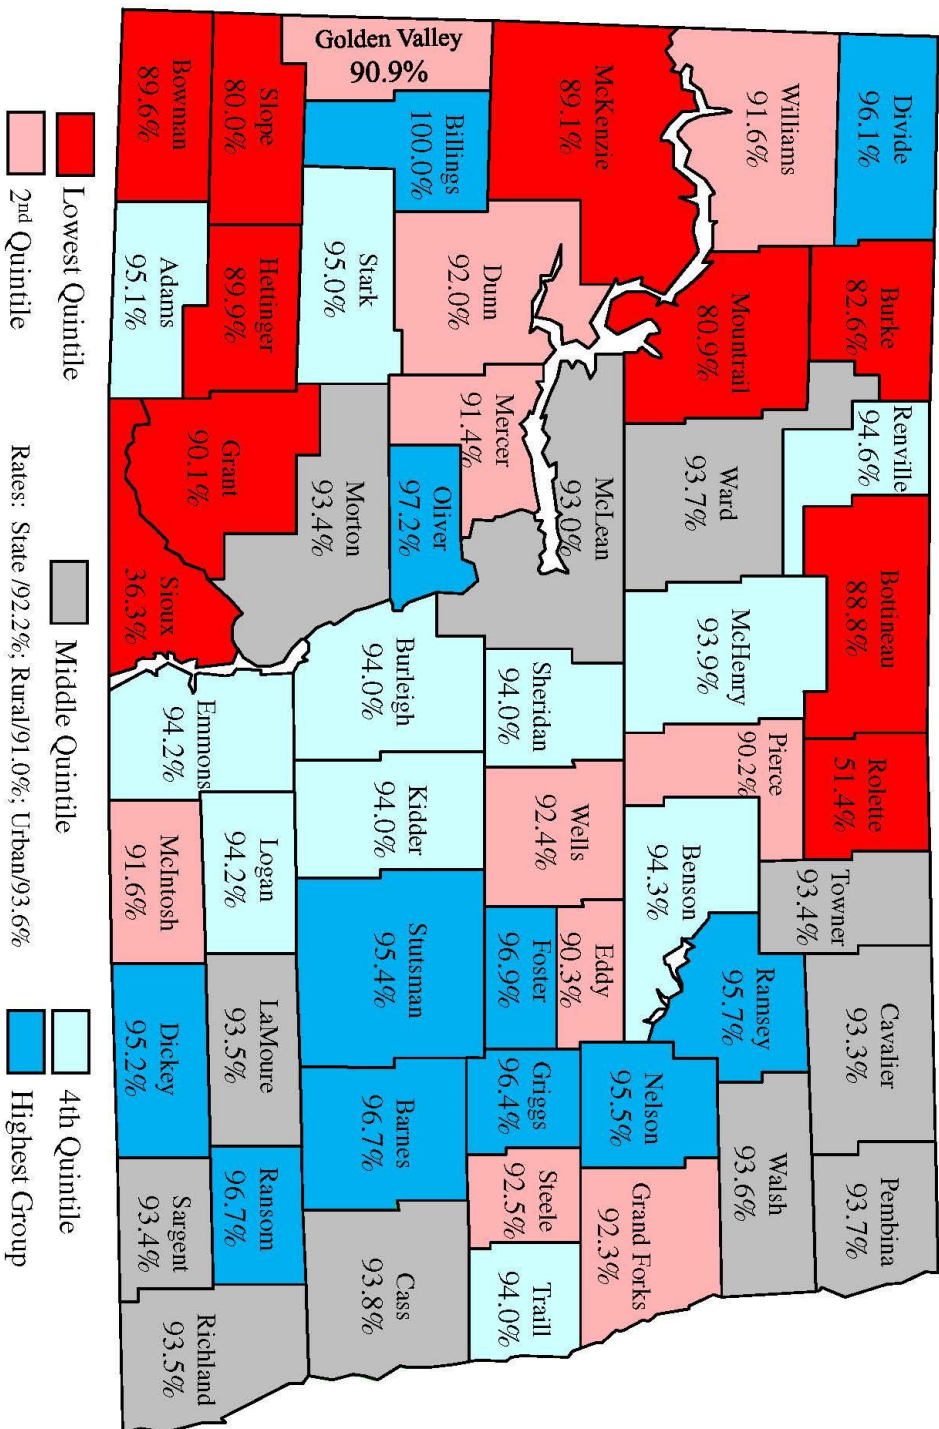 Divide
96.1%
Burke
82.6%
Renville
94.6%
Bottineau
88.8%
Rolette
51.4%
Towner
93.4%
Cavalier
93.3%
Pembina
93.7%
Williams
91.6%
Mountrail
80.9%
Ward
93.7%
McHenry
93.9%
Pierce
90.2%
Benson
94.3%
Ramsey
95.7%
Walsh
93.6%
McKenzie
89.1%
Dunn
92.0%
Mercer
91.4%
McLean
93.0%
Sheridan
94.0%
Wells
92.4%
Eddy
90.3%
Foster
96.9%
Nelson
95.5%
Griggs
96.4%
Grand Forks
92.3%
Steele
92.5%
Traill
94.0%
Golden Valley
90.9%
Billings
100.0%
Stark
95.0%
Oliver
97.2%
Morton
93.4%
Burleigh
94.0%
Kidder
94.0%
Stutsman
95.4%
Barnes
96.7%
Cass
93.8%
Slope
80.0%
Hettinger
89.9%
Grant
90.1%
Bowman
89.6%
Adams
95.1%
Sioux
36.3%
Emmons
94.2%
Logan
94.2%
LaMoure
93.5%
Ransom
96.7%
McIntosh
91.6%
Dickey
95.2%
Sargent
93.4%
Richland
93.5%
Lowest Quintile
Middle Quintile
4th Quintile
2nd Quintile
Rates: State /92.2%; Rural/91.0%; Urban/93.6%
Highest Group